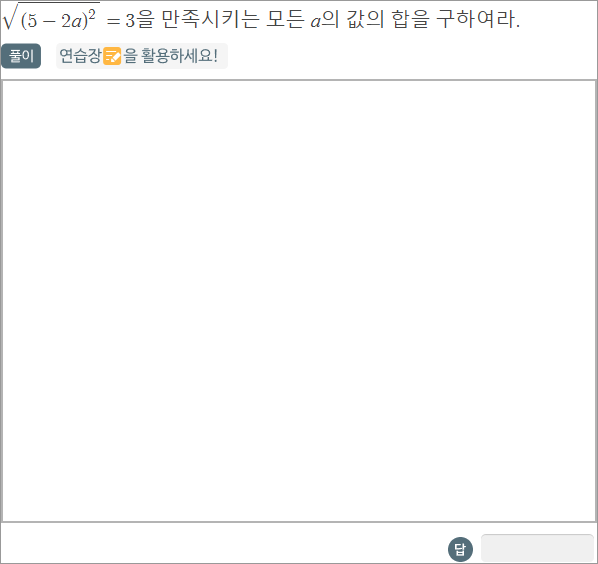 √(5 − 2a)² = 3을 만족시키는 모든 a의 값의 합을 구하여라.
풀이 연습장을 활용하세요!
답